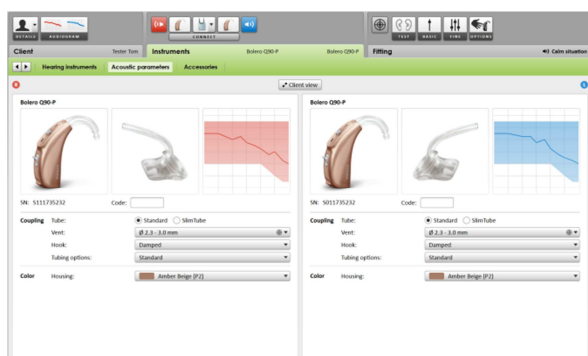 DETAILS AUDIOGRAM CONNECT TEST BASIC FINE OPTIONS
Client Tester Tom Instruments Bolero Q90-P Bolero Q90-P Fitting Calm situation
Hearing instruments Acoustic parameters Accessories
Client view
Bolero Q90-P Bolero Q90-P
SN: 5011735232 Code: SN: 5011735232 Code:
Coupling Tube: Standard SlimTube Coupling Tube: Standard SlimTube
Vent: Ø 2.3 - 3.0 mm Vent: Ø 2.3 - 3.0 mm
Hook: Damped Hook: Damped
Tubing options: Standard Tubing options: Standard
Color Housing: Amber Beige (P2) Color Housing: Amber Beige (P2)